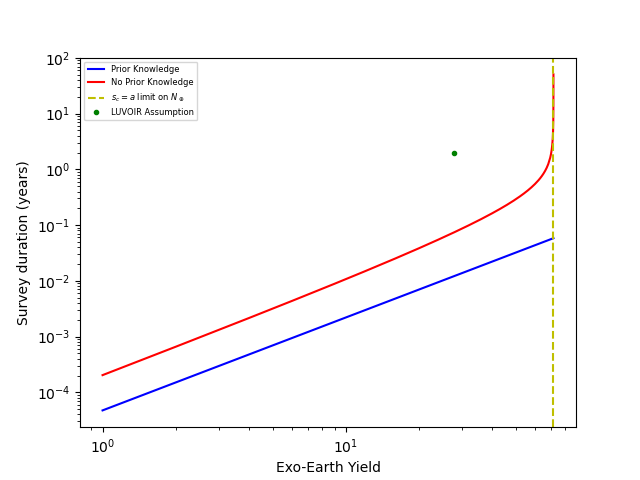 Prior Knowledge
No Prior Knowledge
$s_c = a$ limit on $N_\oplus$
LUVOIR Assumption
Survey duration (years)
10²
10¹
10⁰
10⁻¹
10⁻²
10⁻³
10⁻⁴
10⁰ 10¹
Exo-Earth Yield